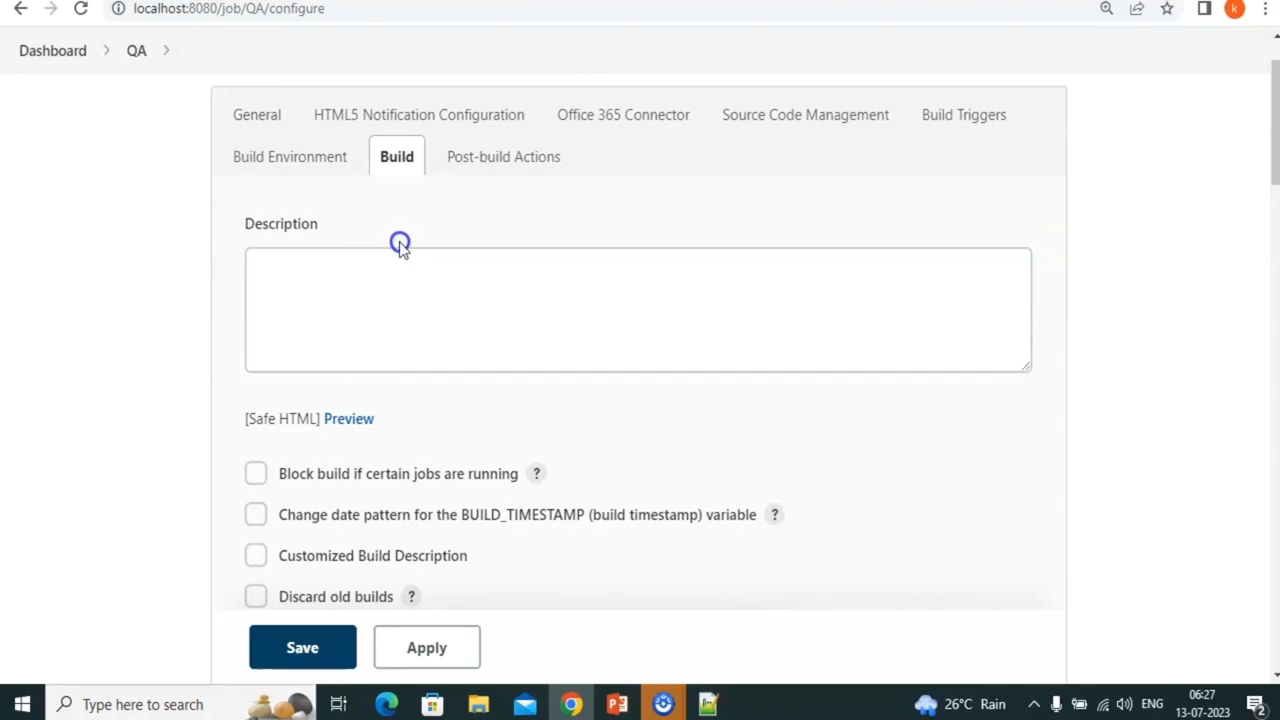 localhost:8080/job/QA/configure
k
Dashboard QA
General HTML5 Notification Configuration Office 365 Connector Source Code Management Build Triggers
Build Environment Build Post-build Actions
Description
[Safe HTML] Preview
Block build if certain jobs are running ?
Change date pattern for the BUILD_TIMESTAMP (build timestamp) variable ?
Customized Build Description
Discard old builds ?
Save Apply
Type here to search
26°C Rain
ENG
06:27
13-07-2023
2